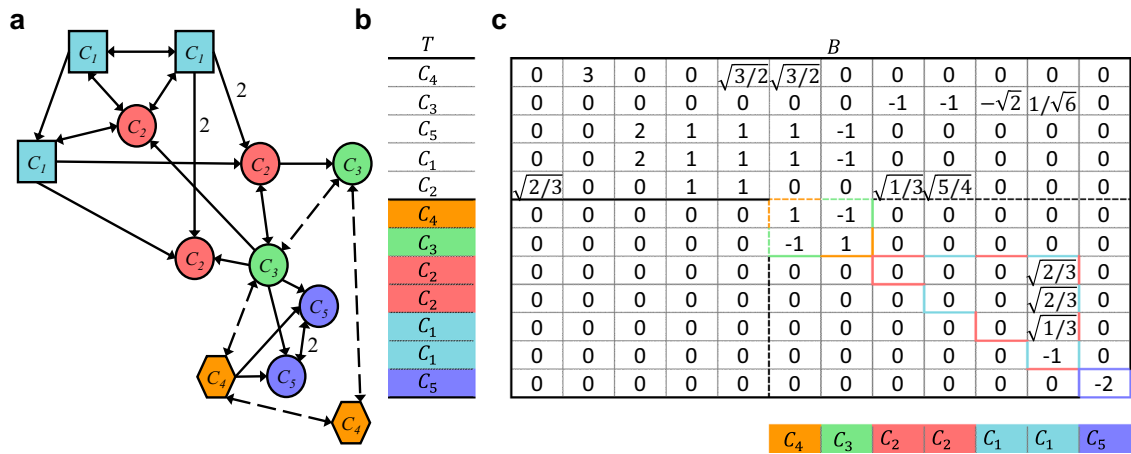 a b c
T B
C₁ C₁
2
C₂ 2
C₁ C₂ C₃
C₂ C₃
C₅
2
C₄ C₅
C₄
C₄ 0 3 0 0 √3/2 √3/2 0 0 0 0 0 0
C₃ 0 0 0 0 0 0 0 -1 -1 -√2 1/√6 0
C₅ 0 0 2 1 1 1 -1 0 0 0 0 0
C₁ 0 0 2 1 1 1 -1 0 0 0 0 0
C₂ √2/3 0 0 1 1 0 0 √1/3 √5/4 0 0 0
C₄ 0 0 0 0 0 1 -1 0 0 0 0 0
C₃ 0 0 0 0 0 -1 1 0 0 0 0 0
C₂ 0 0 0 0 0 0 0 0 0 0 √2/3 0
C₂ 0 0 0 0 0 0 0 0 0 0 √2/3 0
C₁ 0 0 0 0 0 0 0 0 0 0 √1/3 0
C₁ 0 0 0 0 0 0 0 0 0 0 -1 0
C₅ 0 0 0 0 0 0 0 0 0 0 0 -2
C₄ C₃ C₂ C₂ C₁ C₁ C₅